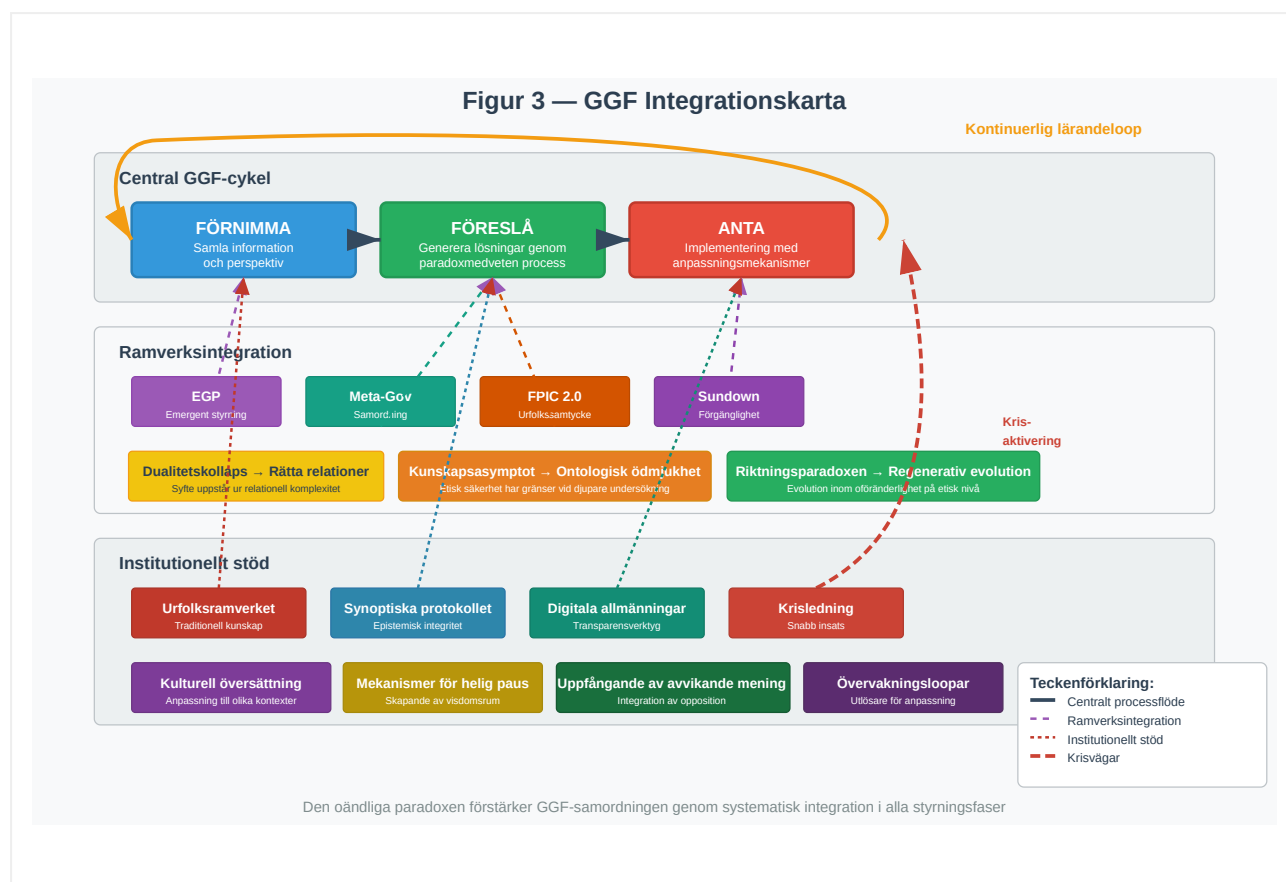 Figur 3 — GGF Integrationskarta
Kontinuerlig lärandeloop
Central GGF-cykel
FÖRNIMMA
Samla information
och perspektiv
FÖRESLÅ
Generera lösningar genom
paradoxmedveten process
ANTA
Implementering med
anpassningsmekanismer
Ramverksintegration
EGP
Emergent styrning
Meta-Gov
Samordning
FPIC 2.0
Urfolkssamtycke
Sundown
Förgänglighet
Kris-
aktivering
Dualitetskollaps → Rätta relationer
Syfte uppstår ur relationell komplexitet
Kunskapsasymptot → Ontologisk ödmjukhet
Etisk säkerhet har gränser vid djupare undersökning
Riktningsparadoxen → Regenerativ evolution
Evolution inom oföränderlighet på etisk nivå
Institutionellt stöd
Urfolksramverket
Traditionell kunskap
Synoptiska protokollet
Epistemisk integritet
Digitala allmänningar
Transparensverktyg
Krisledning
Snabb insats
Kulturell översättning
Anpassning till olika kontexter
Mekanismer för helig paus
Skapande av visdomsrum
Uppfångande av avvikande mening
Integration av opposition
Övervakningsloopar
Utlösare för anpassning
Teckenförklaring:
Centralt processflöde
Ramverksintegration
Institutionellt stöd
Krisvägar
Den oändliga paradoxen förstärker GGF-samordningen genom systematisk integration i alla styrningsfaser